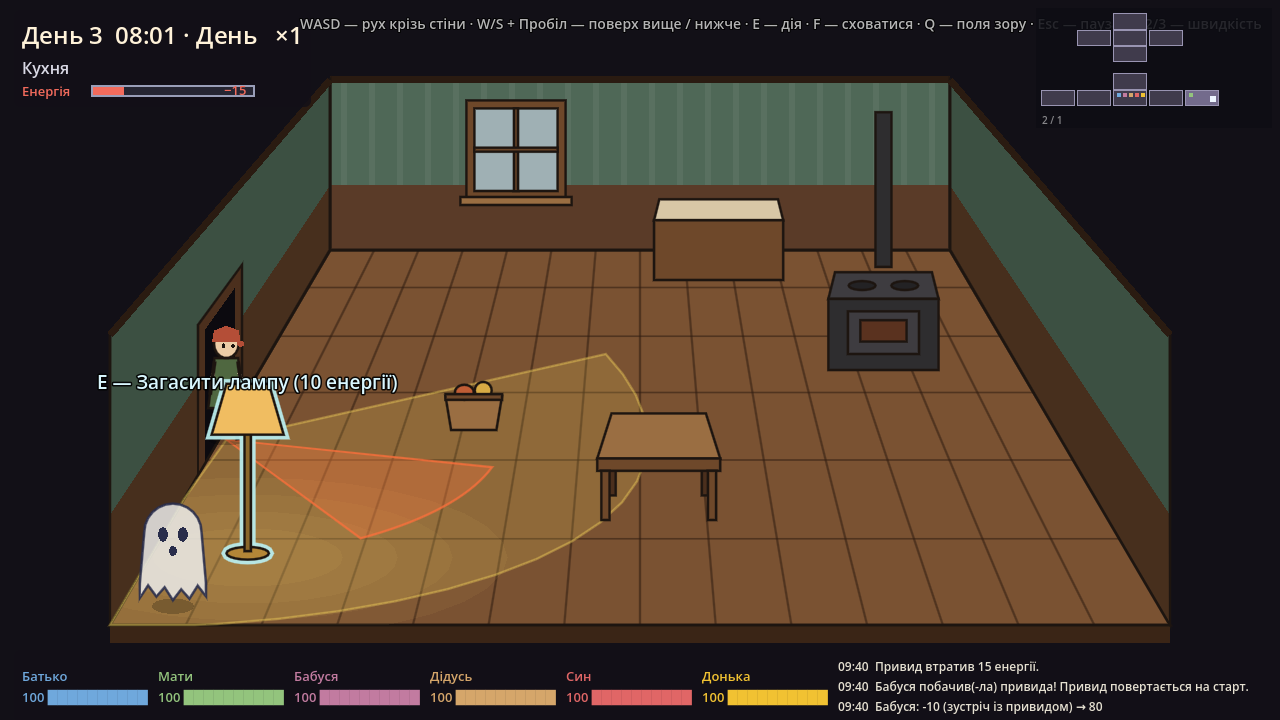 День 3  08:01 · День   ×1
WASD — рух крізь стіни · W/S + Пробіл — поверх вище / нижче · E — дія · F — сховатися · Q — поля зору · Esc — пауза · 1/2/3 — швидкість
Кухня
Енергія −15
2 / 1
E — Загасити лампу (10 енергії)
Батько Мати Бабуся Дідусь Син Донька
100 100 100 100 100 100
09:40  Привид втратив 15 енергії.
09:40  Бабуся побачив(-ла) привида! Привид повертається на старт.
09:40  Бабуся: -10 (зустріч із привидом) → 80